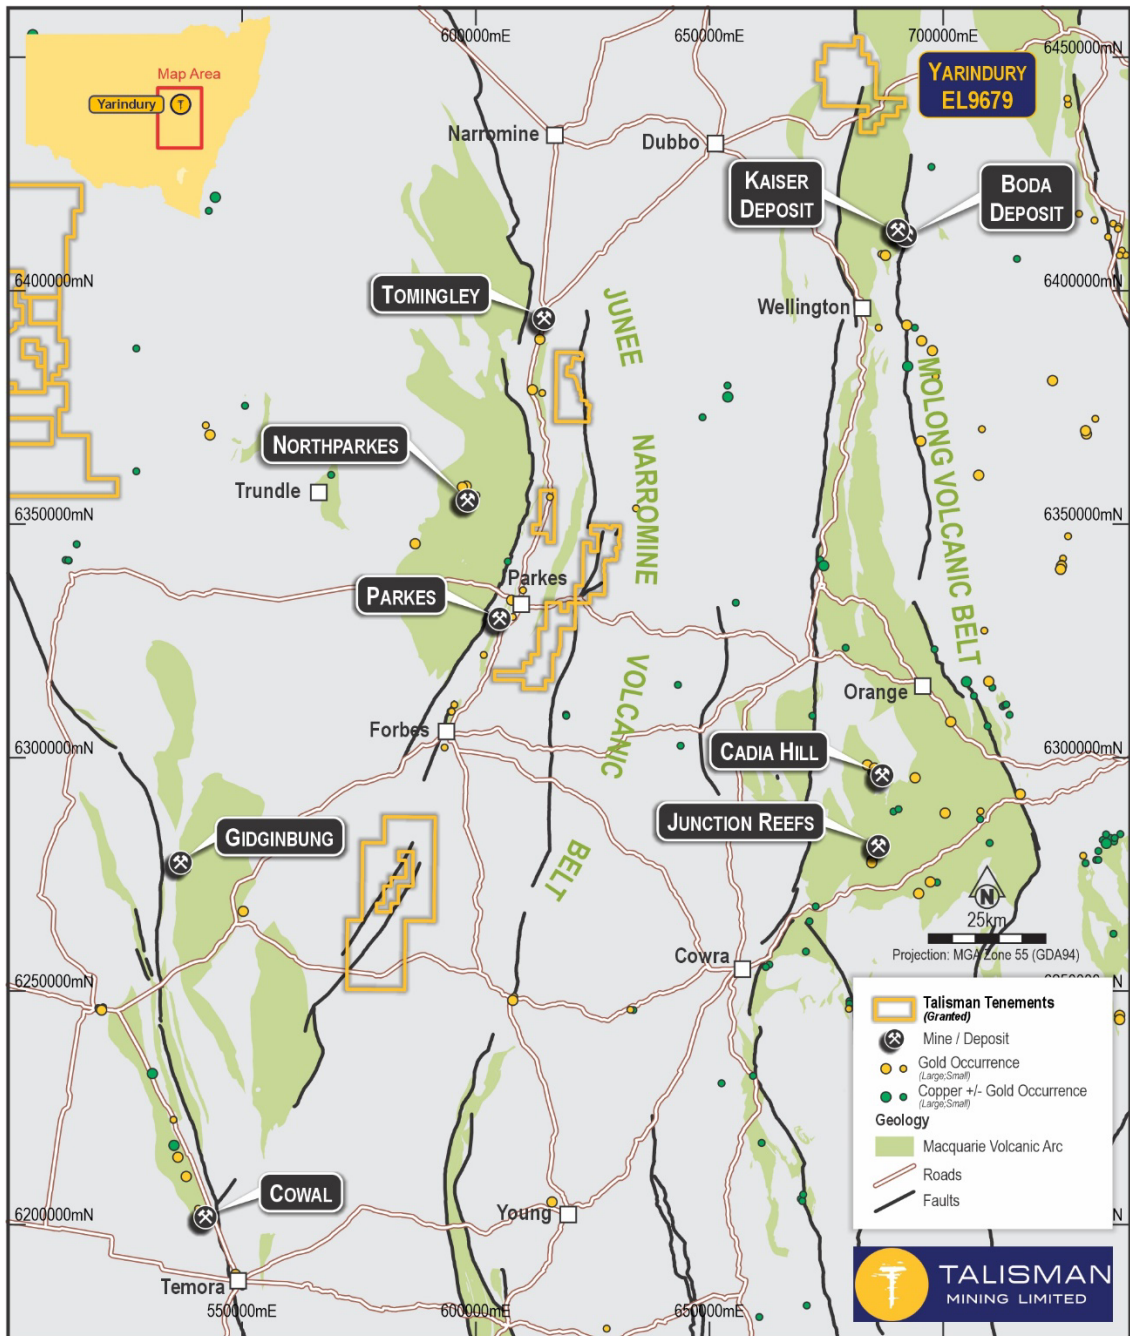 600000mE
650000mE
700000mE
6450000mN
Map Area
Yarindury
T
YARINDURY
EL9679
Narromine
Dubbo
KAISER
DEPOSIT
BODA
DEPOSIT
6400000mN
6400000mN
TOMINGLEY
Wellington
JUNEE
NARROMINE
VOLCANIC
BELT
MOLONG VOLCANIC BELT
NORTHPARKES
Trundle
6350000mN
6350000mN
Parkes
PARKES
Orange
Forbes
6300000mN
6300000mN
CADIA HILL
JUNCTION REEFS
GIDGINBUNG
N
25km
Projection: MGA Zone 55 (GDA94)
Cowra
6250000mN
Talisman Tenements
(Granted)
Mine / Deposit
Gold Occurrence
(Large;Small)
Copper +/- Gold Occurrence
(Large;Small)
Geology
Macquarie Volcanic Arc
Roads
Faults
COWAL
6200000mN
6200000mN
Young
Temora
550000mE
600000mE
650000mE
TALISMAN
MINING LIMITED